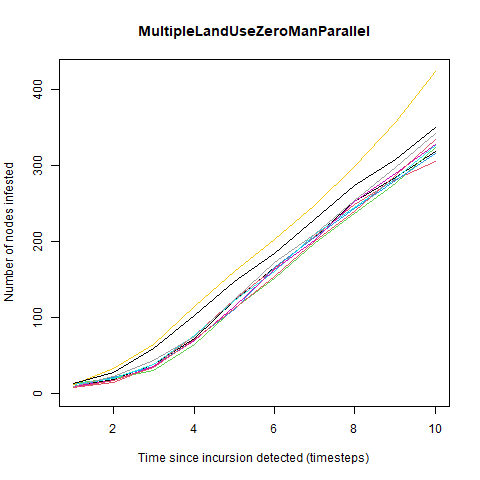 MultipleLandUseZeroManParallel
Number of nodes infested
400
300
200
100
0
2 4 6 8 10
Time since incursion detected (timesteps)